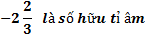 −2 2/3 là số hữu tỉ âm